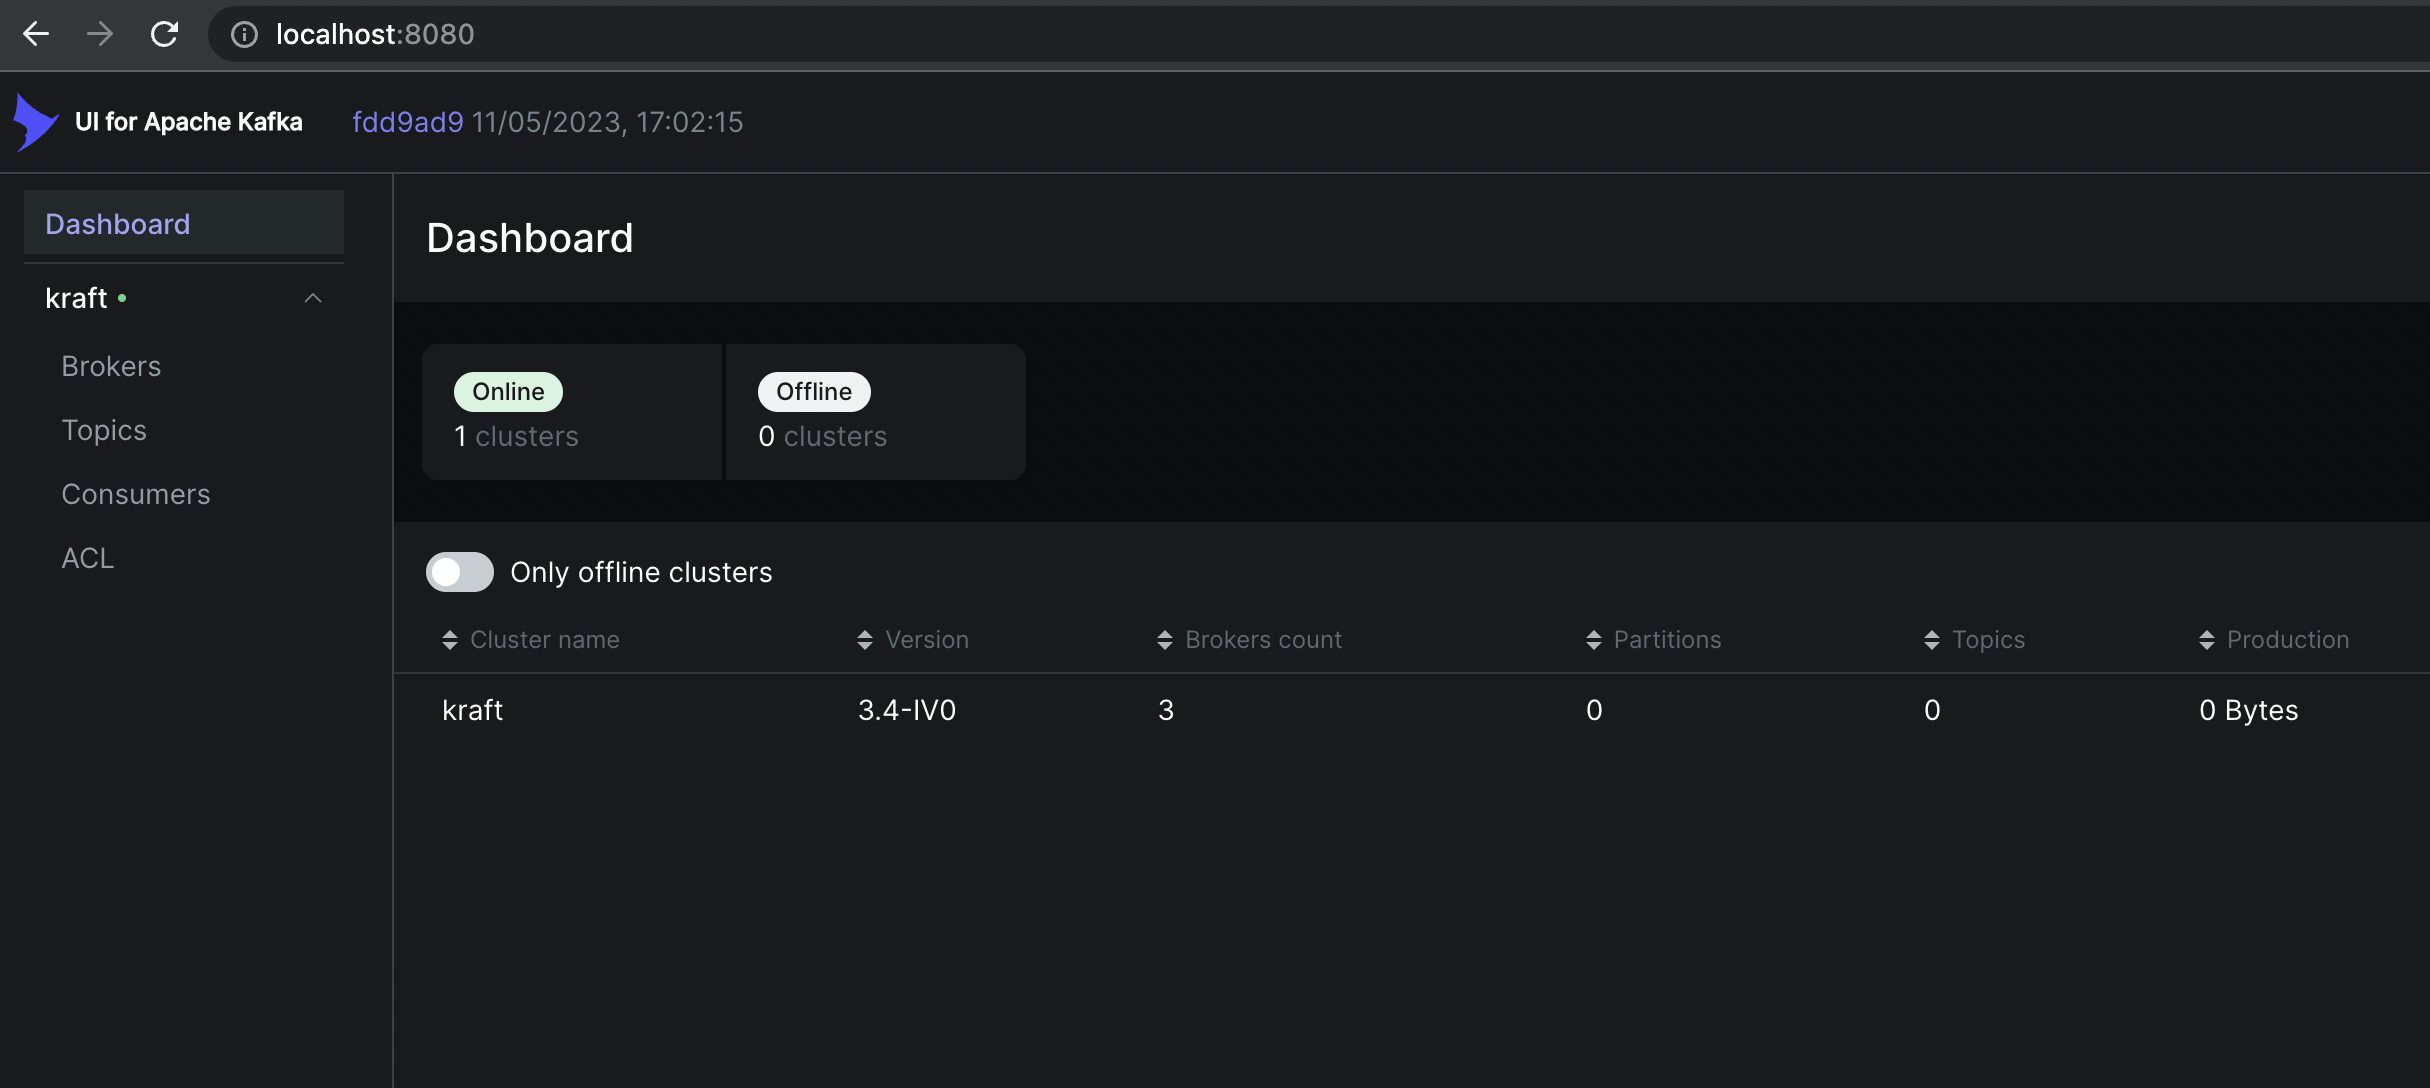 localhost:8080
UI for Apache Kafka fdd9ad9 11/05/2023, 17:02:15
Dashboard
kraft
Brokers
Topics
Consumers
ACL
Dashboard
Online Offline
1 clusters 0 clusters
Only offline clusters
Cluster name Version Brokers count Partitions Topics Production
kraft 3.4-IV0 3 0 0 0 Bytes